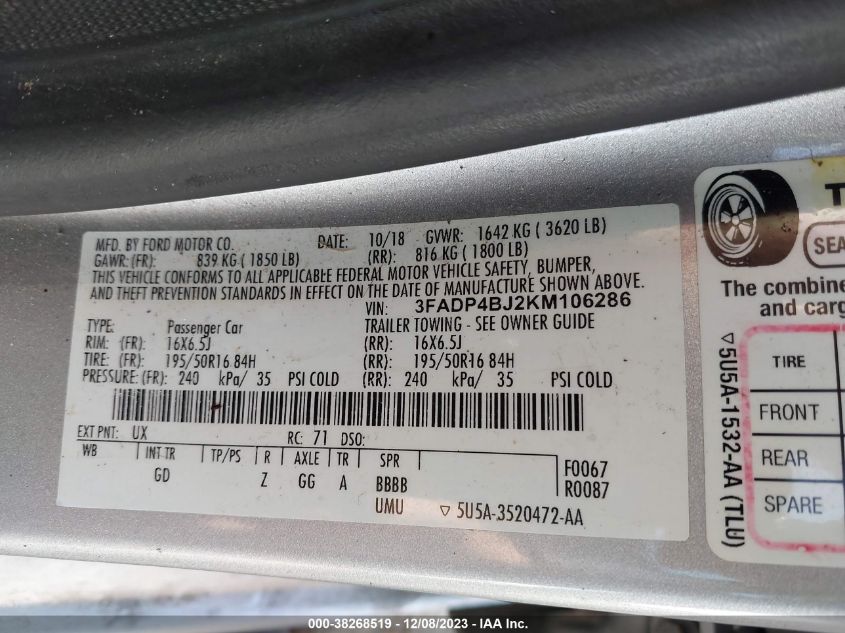 MFD. BY FORD MOTOR CO. DATE: 10/18 GVWR: 1642 KG ( 3620 LB)
GAWR: (FR): 839 KG ( 1850 LB) (RR): 816 KG ( 1800 LB)
THIS VEHICLE CONFORMS TO ALL APPLICABLE FEDERAL MOTOR VEHICLE SAFETY, BUMPER,
AND THEFT PREVENTION STANDARDS IN EFFECT ON THE DATE OF MANUFACTURE SHOWN ABOVE.
VIN: 3FADP4BJ2KM106286
TYPE: Passenger Car TRAILER TOWING - SEE OWNER GUIDE
RIM: (FR): 16X6.5J (RR): 16X6.5J
TIRE: (FR): 195/50R16 84H (RR): 195/50R16 84H
PRESSURE: (FR): 240 kPa/ 35 PSI COLD (RR): 240 kPa/ 35 PSI COLD
EXT PNT: UX RC: 71 DSO:
WB INT TR TP/PS R AXLE TR SPR
GD Z GG A BBBB
UMU
F0067
R0087
▽ 5U5A-3520472-AA
SEA
The combine
and carg
▽5U5A-1532-AA (TLU)
TIRE
FRONT
REAR
SPARE
000-38268519 - 12/08/2023 - IAA Inc.